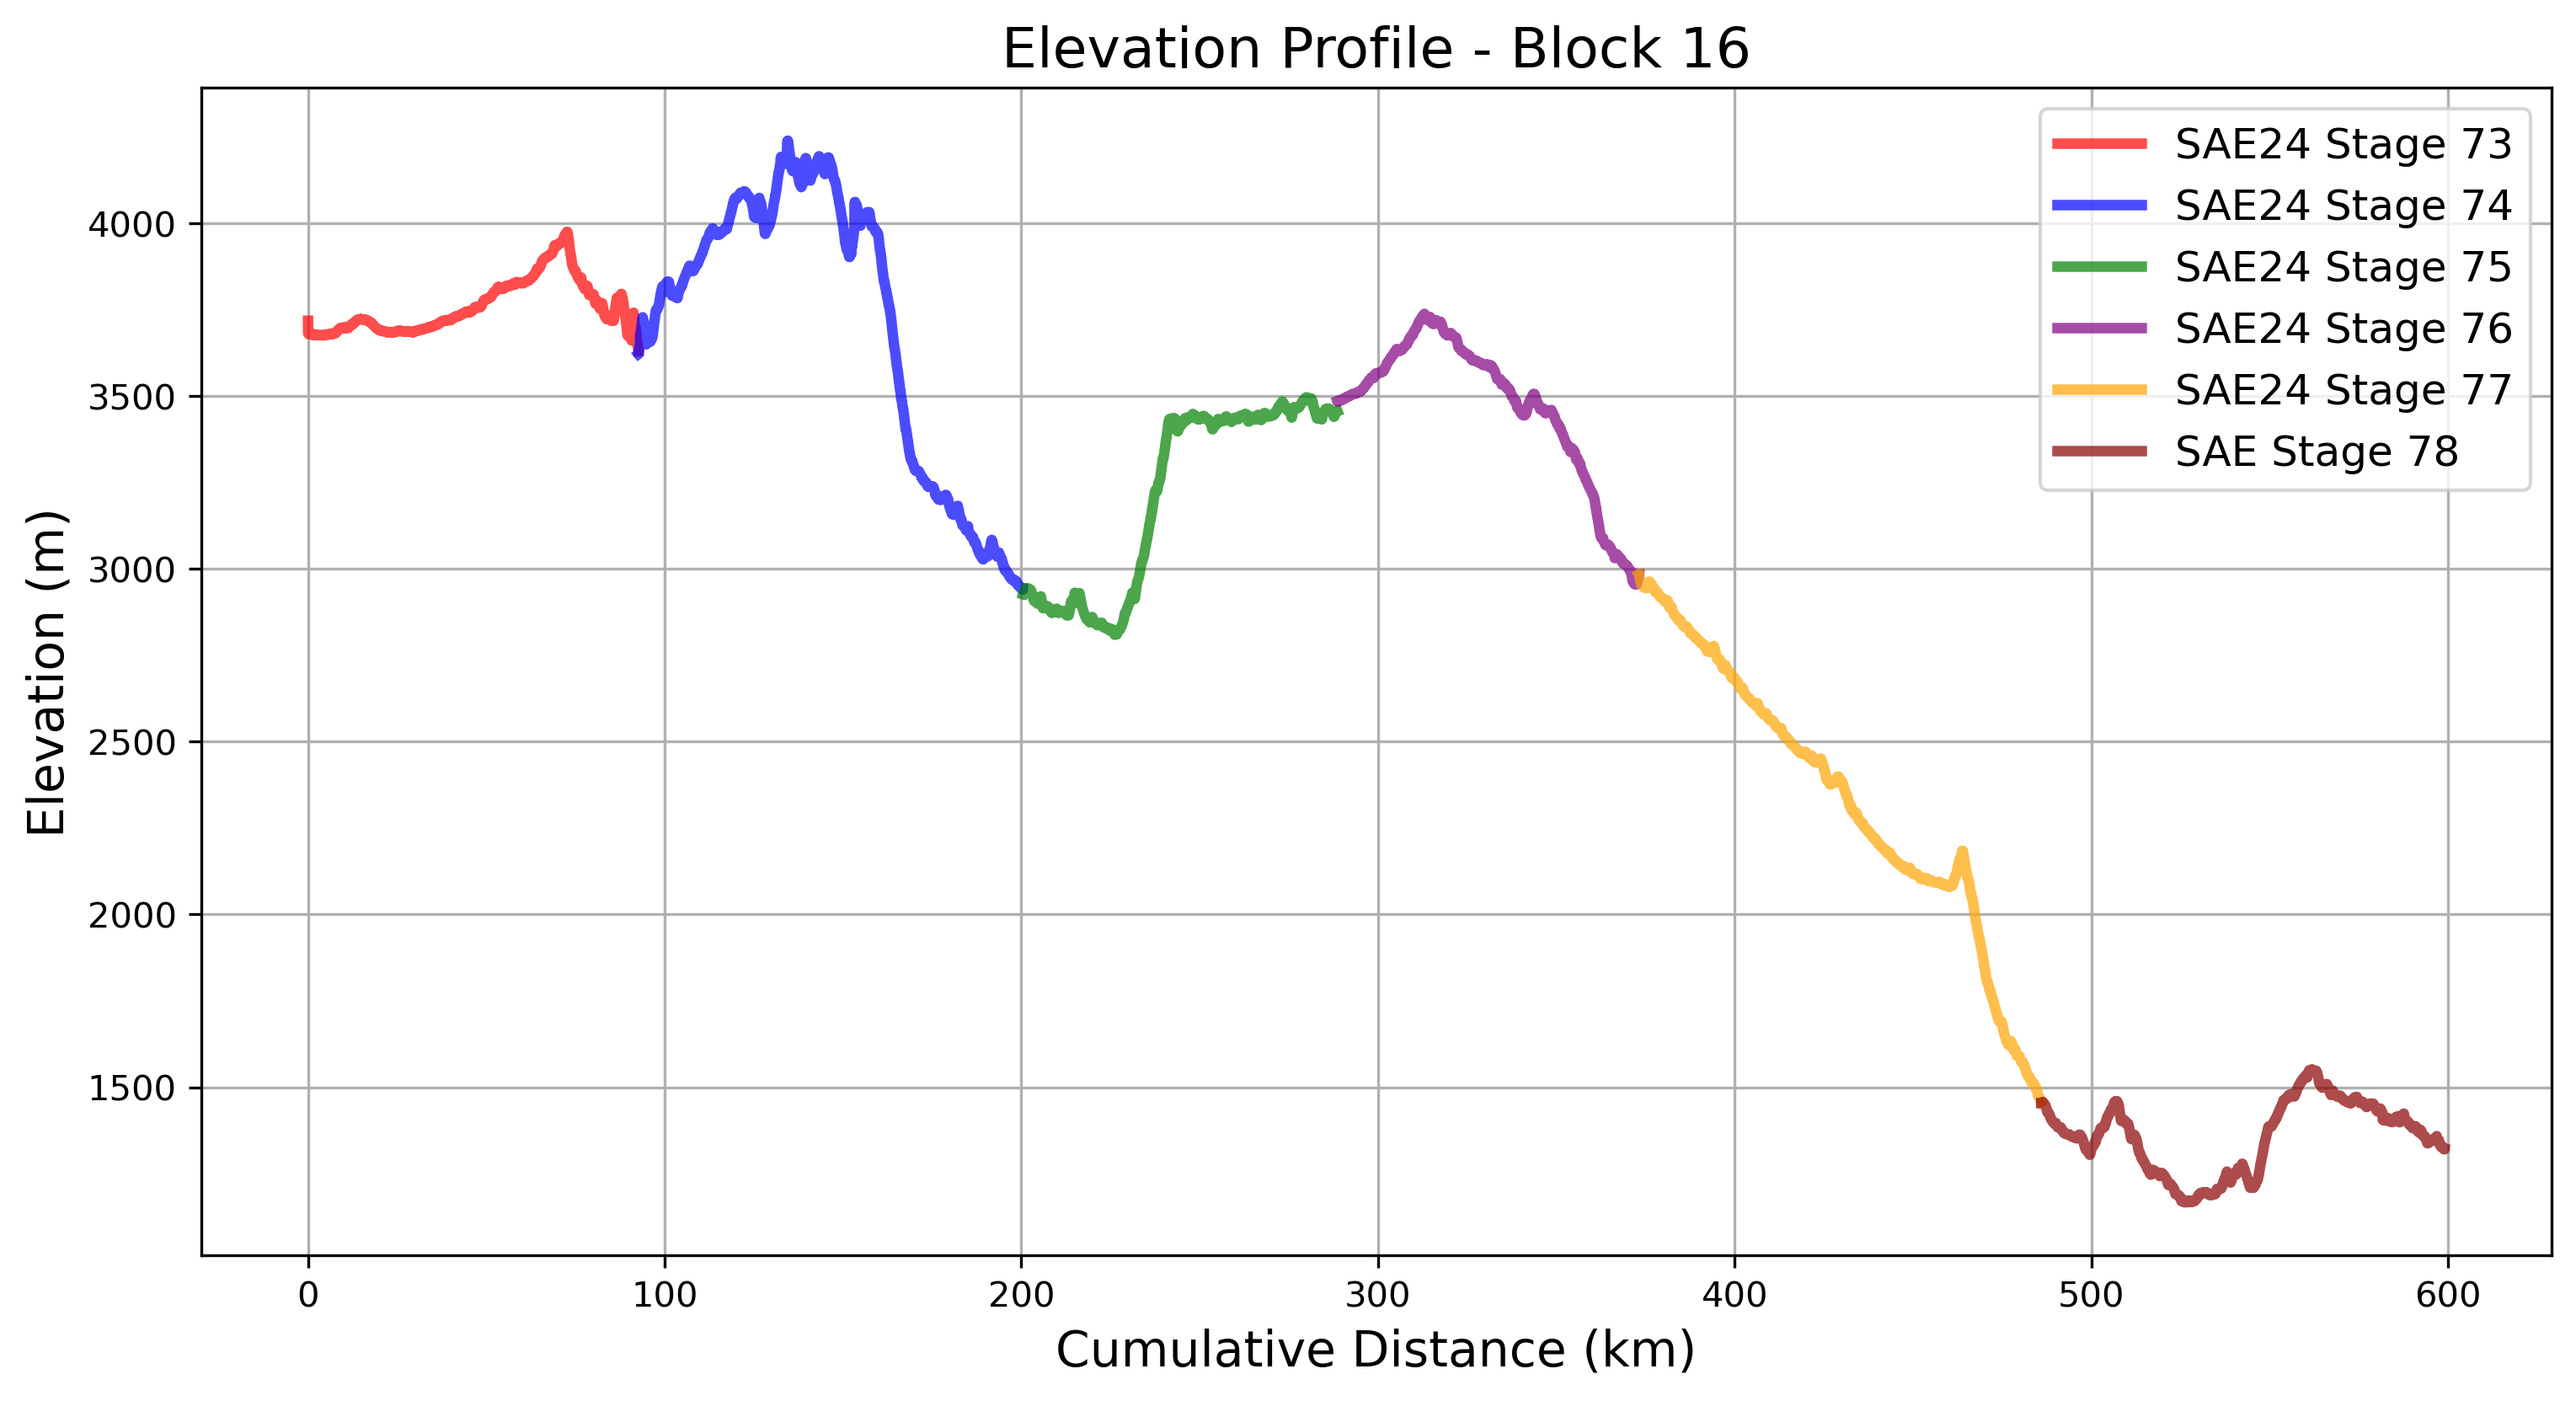 Elevation Profile - Block 16
SAE24 Stage 73
SAE24 Stage 74
SAE24 Stage 75
SAE24 Stage 76
SAE24 Stage 77
SAE Stage 78
Elevation (m)
4000
3500
3000
2500
2000
1500
0 100 200 300 400 500 600
Cumulative Distance (km)